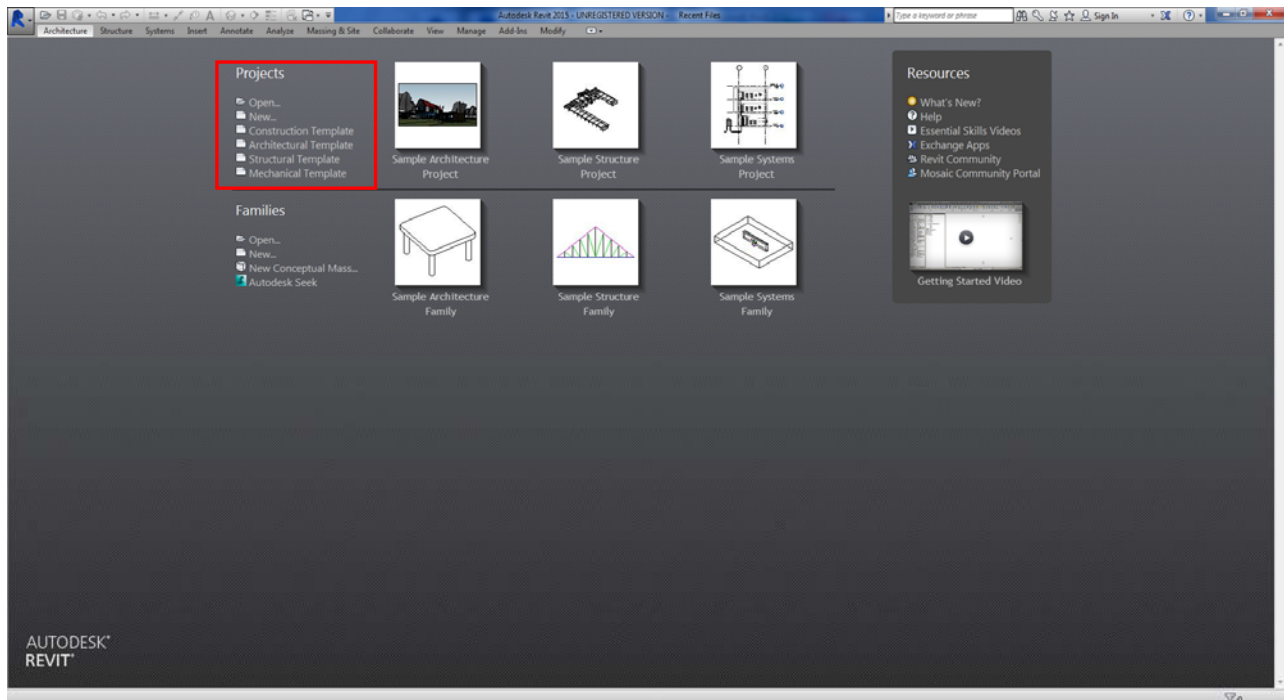 Autodesk Revit 2015 - UNREGISTERED VERSION - Recent Files
Type a keyword or phrase
Sign In
Architecture Structure Systems Insert Annotate Analyze Massing & Site Collaborate View Manage Add-Ins Modify
Projects
Open...
New...
Construction Template
Architectural Template
Structural Template
Mechanical Template
Sample Architecture
Project
Sample Structure
Project
Sample Systems
Project
Families
Open...
New...
New Conceptual Mass...
Autodesk Seek
Sample Architecture
Family
Sample Structure
Family
Sample Systems
Family
Resources
What's New?
Help
Essential Skills Videos
Exchange Apps
Revit Community
Mosaic Community Portal
Getting Started Video
AUTODESK®
REVIT®